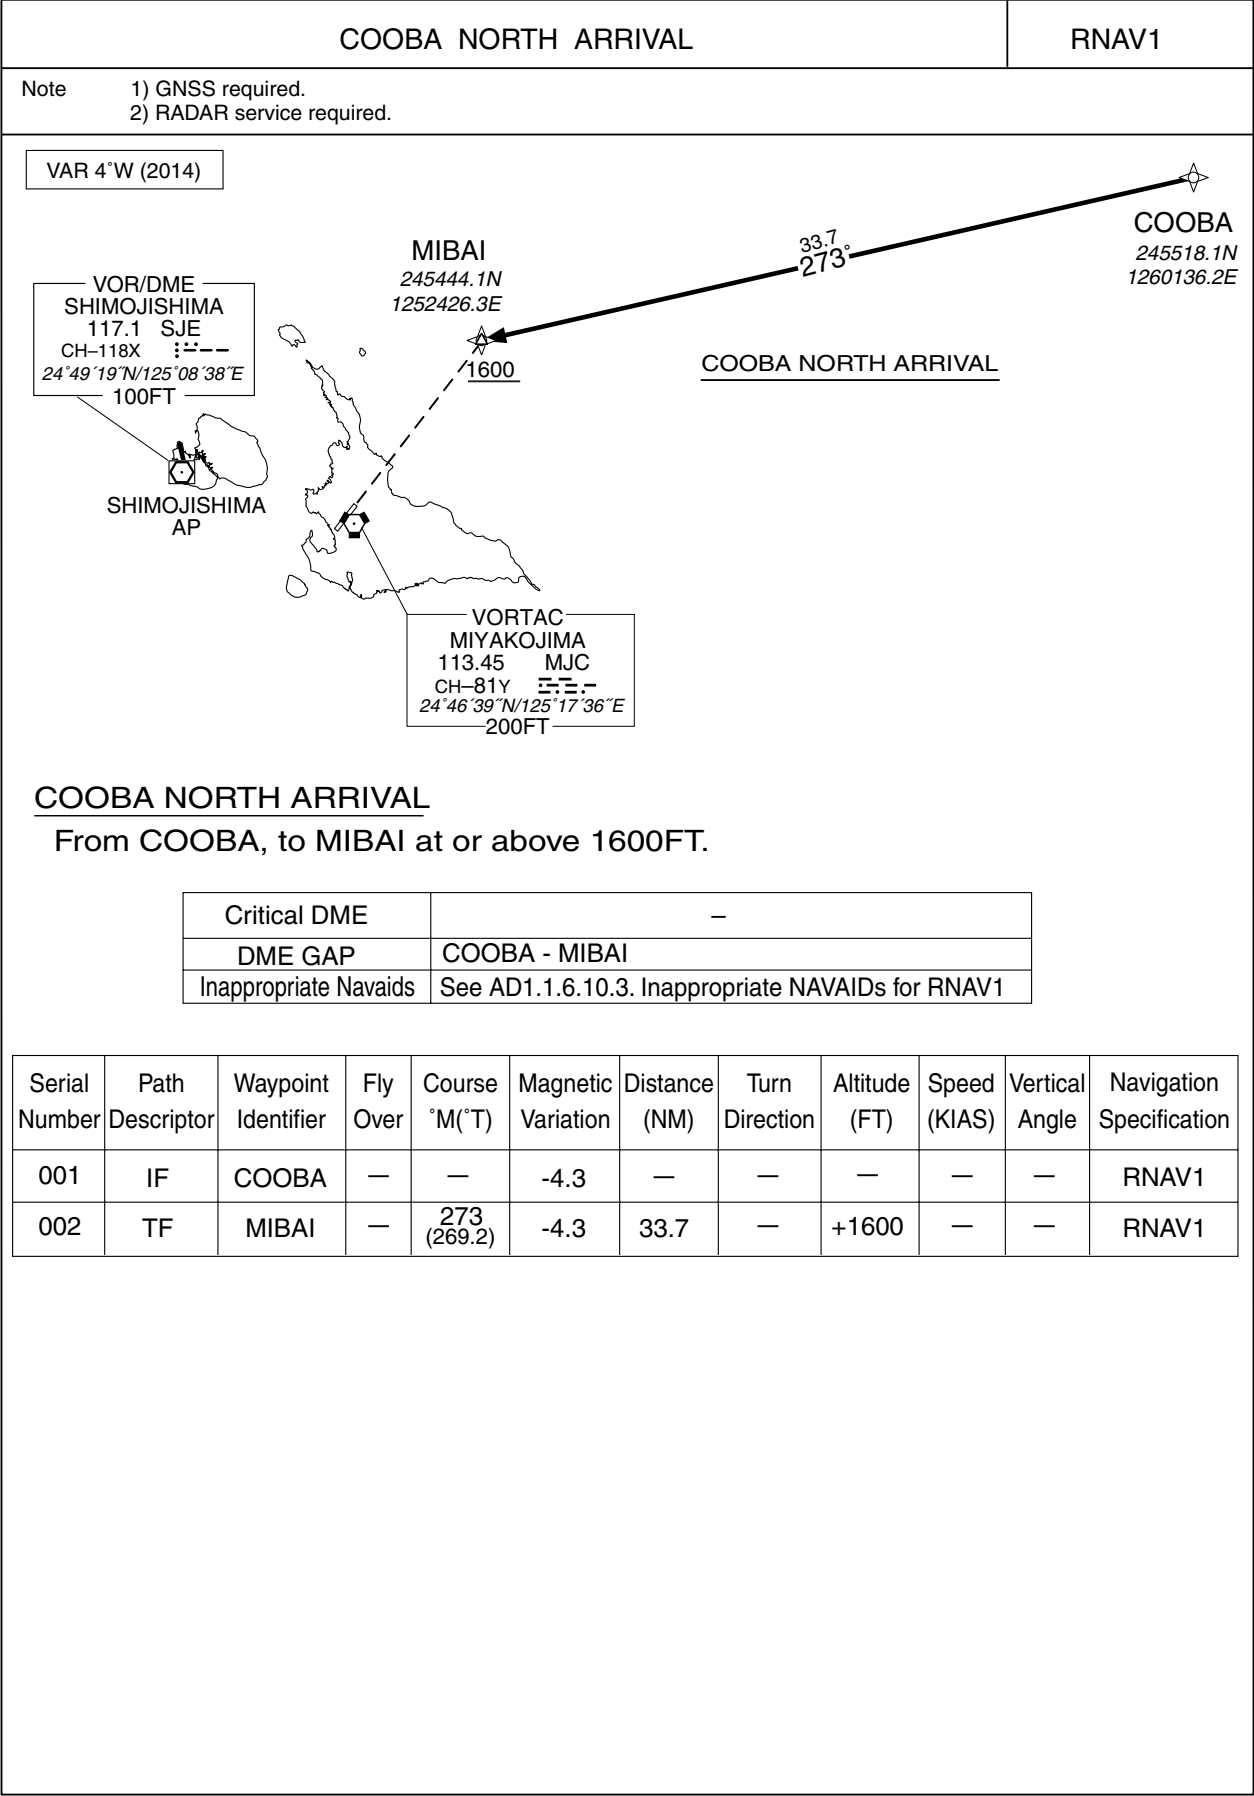 COOBA NORTH ARRIVAL
RNAV1
Note 1) GNSS required.
2) RADAR service required.
VAR 4˚W (2014)
COOBA
245518.1N
1260136.2E
33.7
273˚
MIBAI
245444.1N
1252426.3E
1600
COOBA NORTH ARRIVAL
VOR/DME
SHIMOJISHIMA
117.1 SJE
CH–118X
24˚49´19˝N/125˚08´38˝E
100FT
SHIMOJISHIMA
AP
VORTAC
MIYAKOJIMA
113.45 MJC
CH–81Y
24˚46´39˝N/125˚17´36˝E
200FT
COOBA NORTH ARRIVAL
From COOBA, to MIBAI at or above 1600FT.
Critical DME –
DME GAP COOBA - MIBAI
Inappropriate Navaids See AD1.1.6.10.3. Inappropriate NAVAIDs for RNAV1
Serial Path Waypoint Fly Course Magnetic Distance Turn Altitude Speed Vertical Navigation
Number Descriptor Identifier Over ˚M(˚T) Variation (NM) Direction (FT) (KIAS) Angle Specification
001 IF COOBA — — -4.3 — — — — — RNAV1
002 TF MIBAI — 273 (269.2) -4.3 33.7 — +1600 — — RNAV1